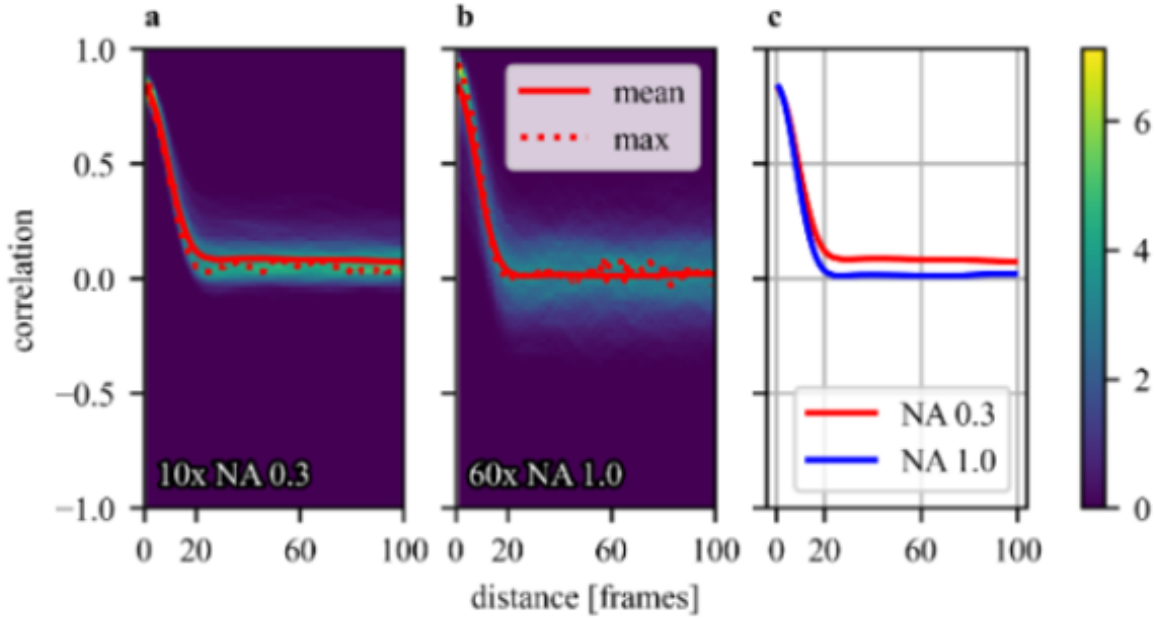 a
b
c
1.0
0.5
0.0
−0.5
−1.0
correlation
mean
max
10x NA 0.3
60x NA 1.0
NA 0.3
NA 1.0
6
4
2
0
0 20 60 100
0 20 60 100
0 20 60 100
distance [frames]